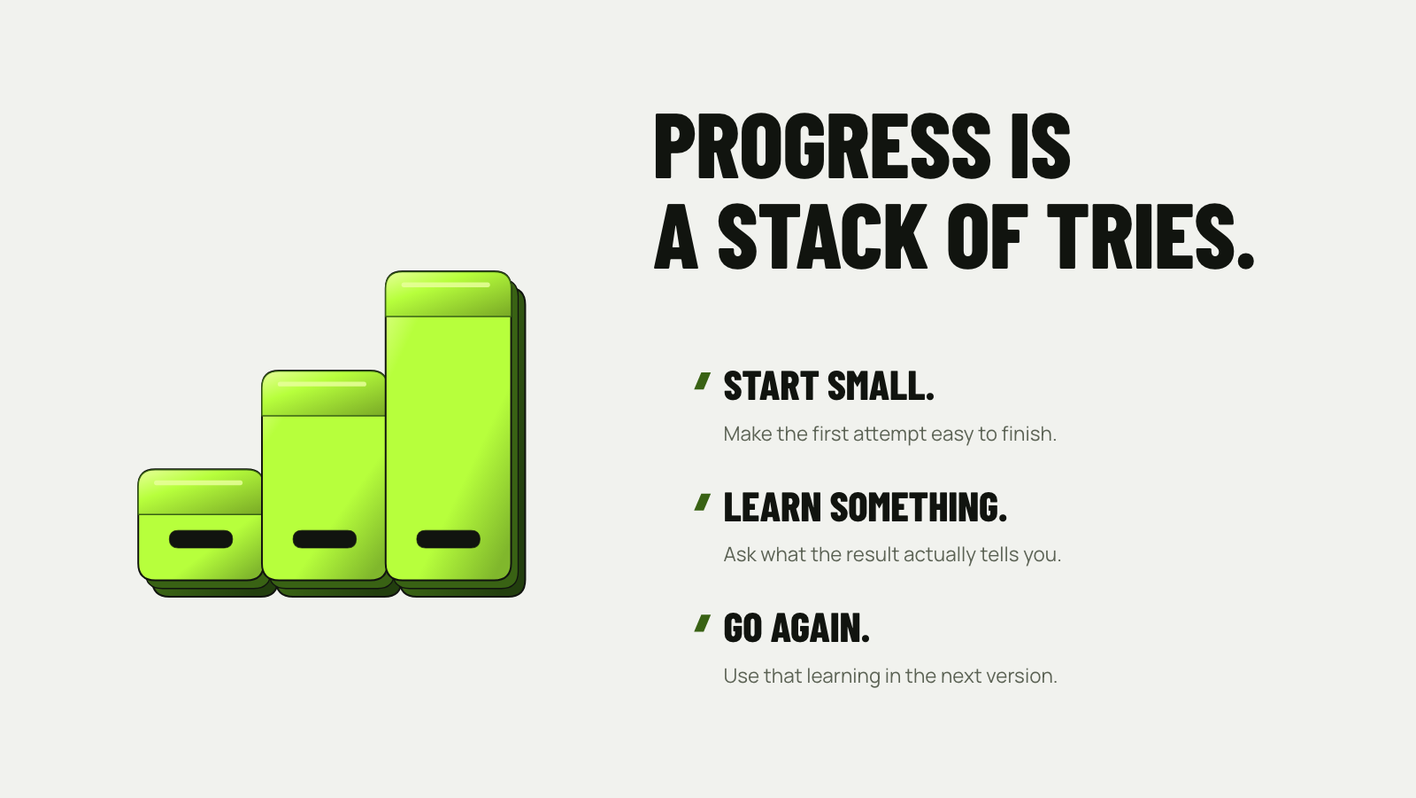 PROGRESS IS
A STACK OF TRIES.
START SMALL.
Make the first attempt easy to finish.
LEARN SOMETHING.
Ask what the result actually tells you.
GO AGAIN.
Use that learning in the next version.